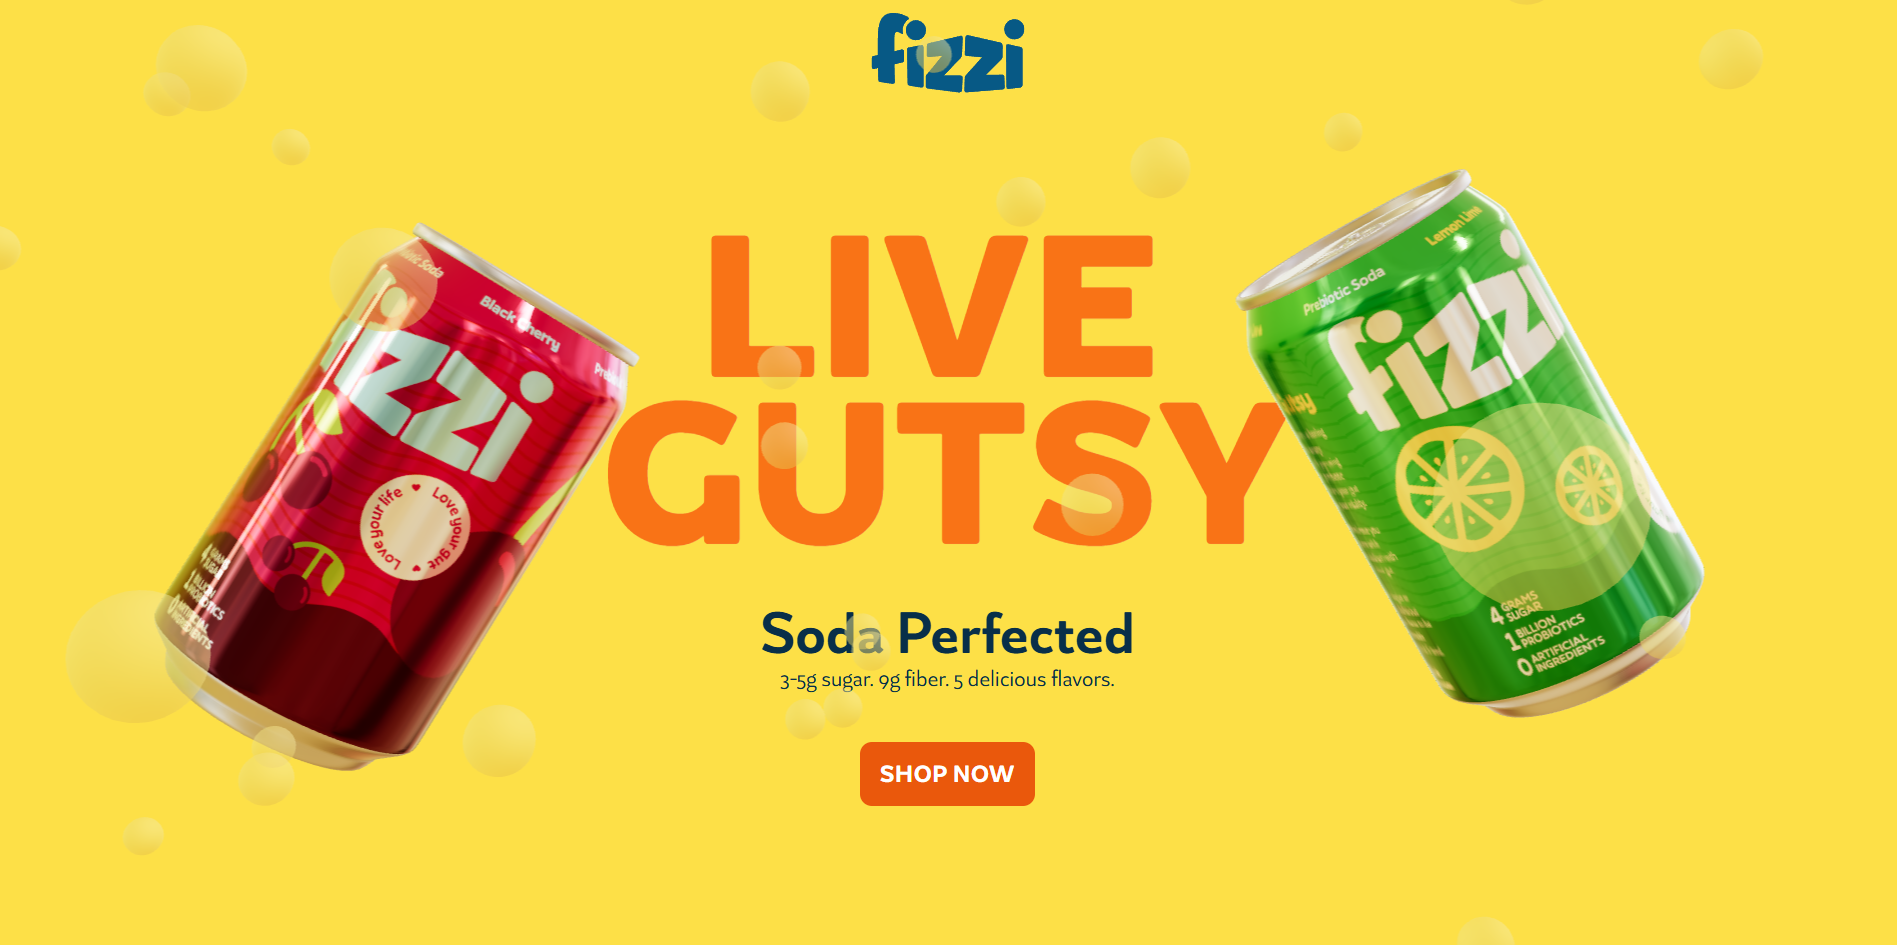 fizzi
LIVE
GUTSY
Soda Perfected
3-5g sugar. 9g fiber. 5 delicious flavors.
SHOP NOW
Soda
Black Cherry
fizzi
Love your life ♥ Love your gut ♥
4 GRAMS
SUGAR
1 BILLION
PROBIOTICS
0 ARTIFICIAL
INGREDIENTS
Prebiotic Soda
Lemon Lime
fizzi
4 GRAMS
SUGAR
1 BILLION
PROBIOTICS
0 ARTIFICIAL
INGREDIENTS